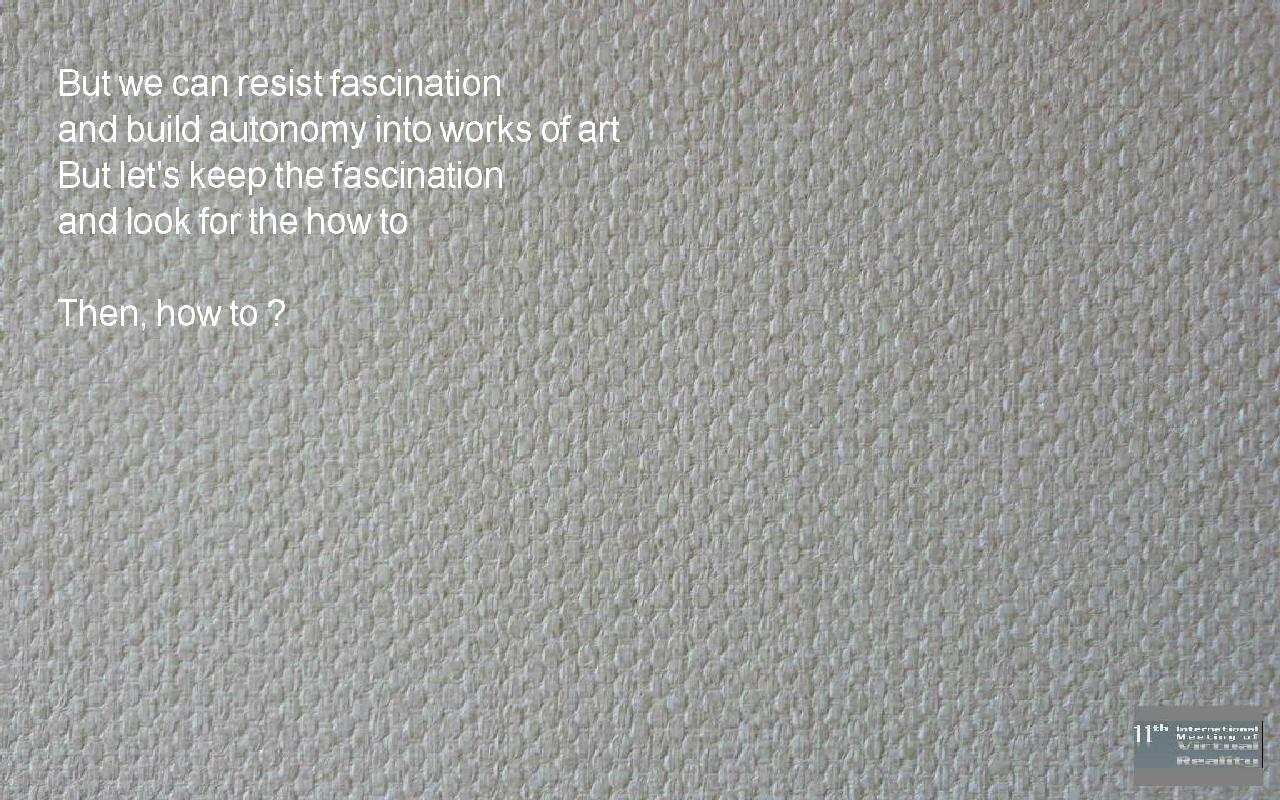 But we can resist fascination
and build autonomy into works of art
But let's keep the fascination
and look for the how to
Then, how to ?
11th International
Meeting of
Virtual
Reality